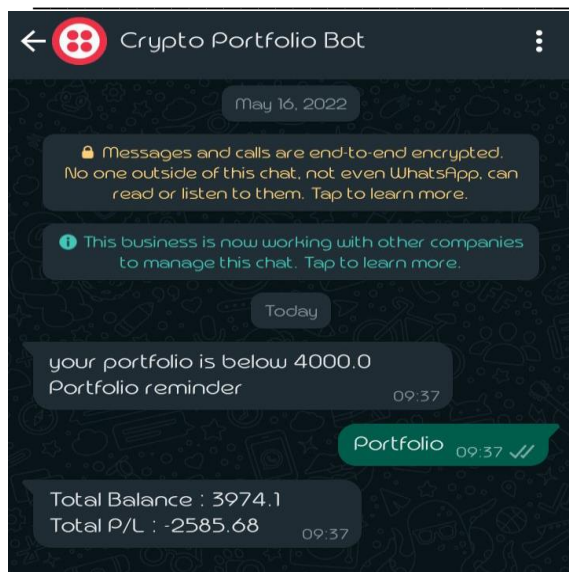 Crypto Portfolio Bot
May 16, 2022
Messages and calls are end-to-end encrypted.
No one outside of this chat, not even WhatsApp, can
read or listen to them. Tap to learn more.
This business is now working with other companies
to manage this chat. Tap to learn more.
Today
your portfolio is below 4000.0
Portfolio reminder
09:37
Portfolio 09:37
Total Balance : 3974.1
Total P/L : -2585.68
09:37